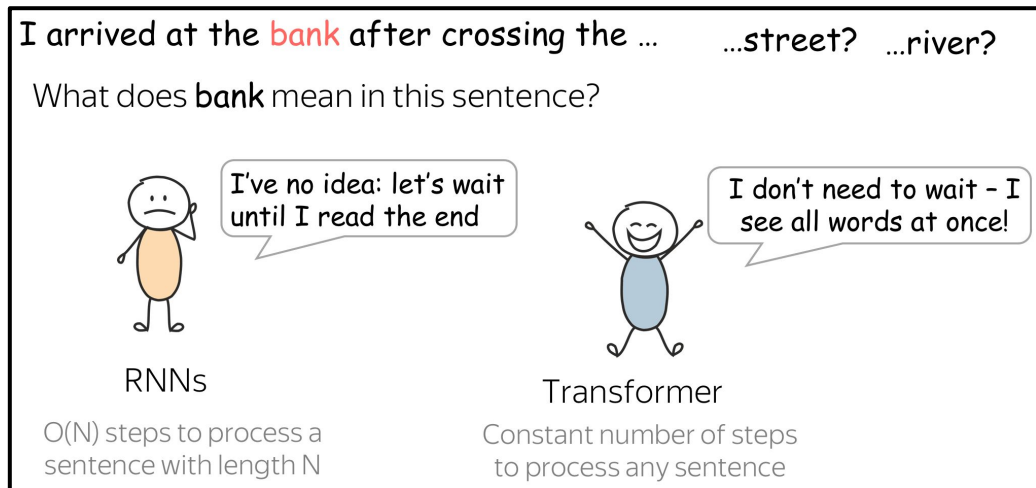 I arrived at the bank after crossing the ... ...street? ...river?
What does bank mean in this sentence?
I've no idea: let's wait
until I read the end
I don't need to wait – I
see all words at once!
RNNs
Transformer
O(N) steps to process a
sentence with length N
Constant number of steps
to process any sentence